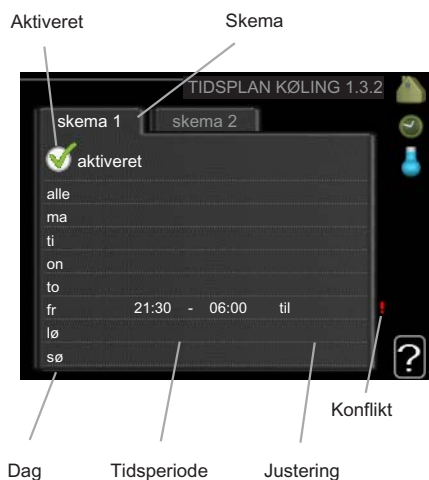 Aktiveret Skema
TIDSPLAN KØLING 1.3.2
skema 1 skema 2
aktiveret
alle
ma
ti
on
to
fr 21:30 - 06:00 til !
lø
sø
?
Konflikt
Dag Tidsperiode Justering